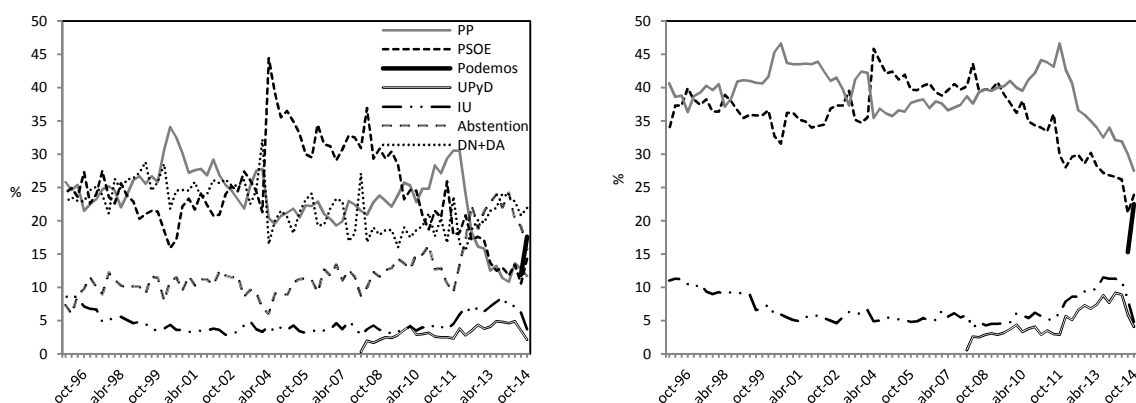 50
45
40
35
30
25
20
15
10
5
0
%
PP
PSOE
Podemos
UPyD
IU
Abstention
DN+DA
oct-96
abr-98
oct-99
abr-01
oct-02
abr-04
oct-05
abr-07
oct-08
abr-10
oct-11
abr-13
oct-14
50
45
40
35
30
25
20
15
10
5
0
%
oct-96
abr-98
oct-99
abr-01
oct-02
abr-04
oct-05
abr-07
oct-08
abr-10
oct-11
abr-13
oct-14